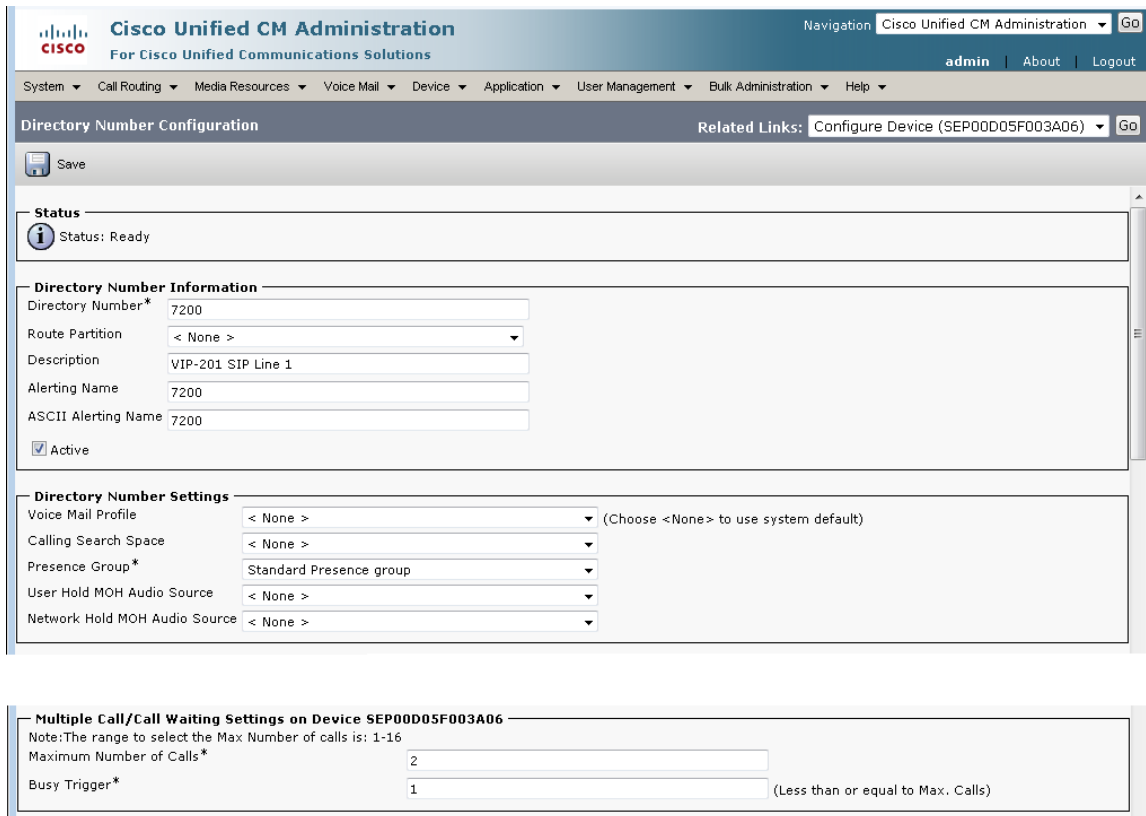 Cisco Unified CM Administration
CISCO
For Cisco Unified Communications Solutions
Navigation Cisco Unified CM Administration Go
admin | About | Logout
System Call Routing Media Resources Voice Mail Device Application User Management Bulk Administration Help
Directory Number Configuration Related Links: Configure Device (SEP00D05F003A06) Go
Save
Status
i Status: Ready
Directory Number Information
Directory Number* 7200
Route Partition < None >
Description VIP-201 SIP Line 1
Alerting Name 7200
ASCII Alerting Name 7200
Active
Directory Number Settings
Voice Mail Profile < None > (Choose <None> to use system default)
Calling Search Space < None >
Presence Group* Standard Presence group
User Hold MOH Audio Source < None >
Network Hold MOH Audio Source < None >
Multiple Call/Call Waiting Settings on Device SEP00D05F003A06
Note:The range to select the Max Number of calls is: 1-16
Maximum Number of Calls* 2
Busy Trigger* 1 (Less than or equal to Max. Calls)